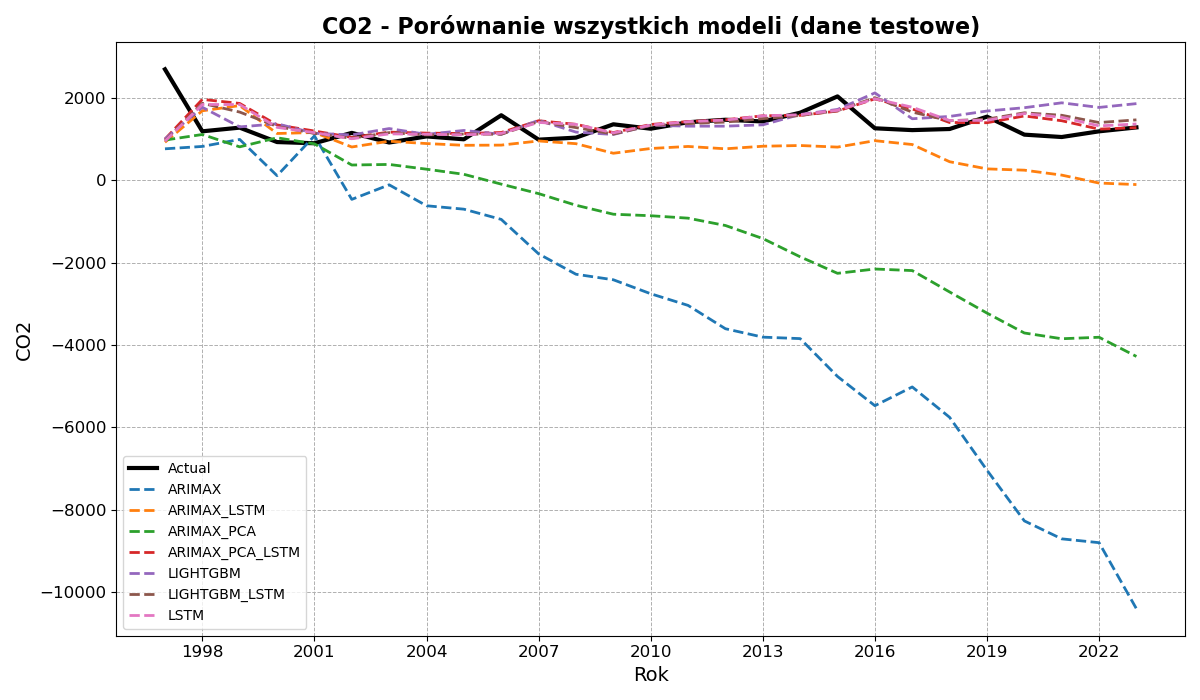 CO2 - Porównanie wszystkich modeli (dane testowe)
CO2
2000
0
−2000
−4000
−6000
−8000
−10000
Actual
ARIMAX
ARIMAX_LSTM
ARIMAX_PCA
ARIMAX_PCA_LSTM
LIGHTGBM
LIGHTGBM_LSTM
LSTM
1998 2001 2004 2007 2010 2013 2016 2019 2022
Rok